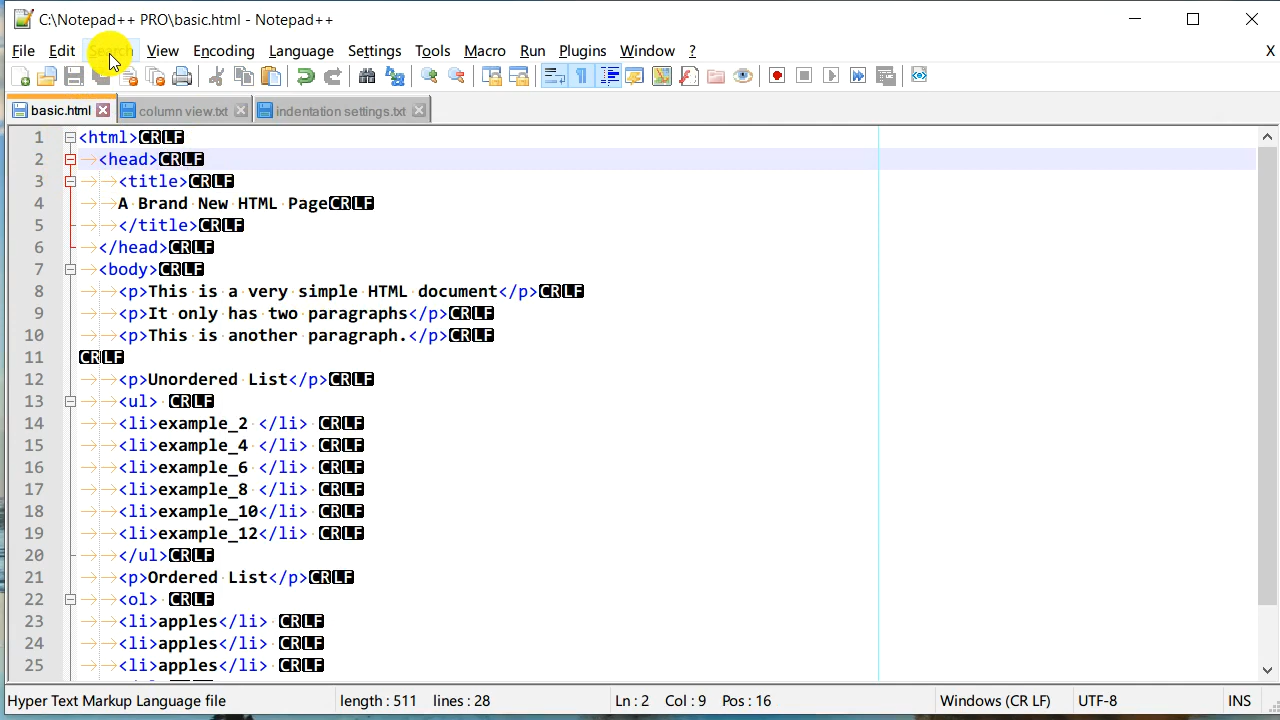 C:\Notepad++ PRO\basic.html - Notepad++
File Edit Search View Encoding Language Settings Tools Macro Run Plugins Window ? X
basic.html column view.txt indentation settings.txt
1 <html>CRLF
2 <head>CRLF
3 <title>CRLF
4 A Brand New HTML PageCRLF
5 </title>CRLF
6 </head>CRLF
7 <body>CRLF
8 <p>This is a very simple HTML document</p>CRLF
9 <p>It only has two paragraphs</p>CRLF
10 <p>This is another paragraph.</p>CRLF
11 CRLF
12 <p>Unordered List</p>CRLF
13 <ul> CRLF
14 <li>example_2 </li> CRLF
15 <li>example_4 </li> CRLF
16 <li>example_6 </li> CRLF
17 <li>example_8 </li> CRLF
18 <li>example_10</li> CRLF
19 <li>example_12</li> CRLF
20 </ul>CRLF
21 <p>Ordered List</p>CRLF
22 <ol> CRLF
23 <li>apples</li> CRLF
24 <li>apples</li> CRLF
25 <li>apples</li> CRLF
Hyper Text Markup Language file length : 511 lines : 28 Ln : 2 Col : 9 Pos : 16 Windows (CR LF) UTF-8 INS